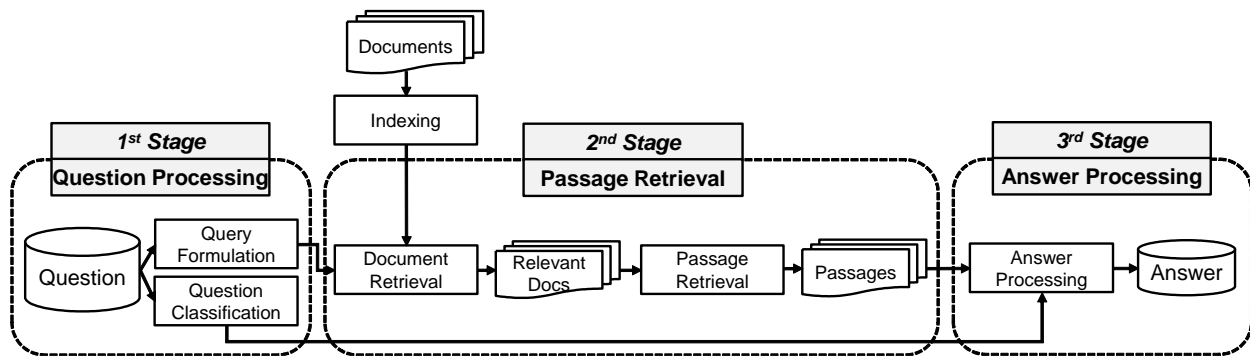 Documents
Indexing
1st Stage
Question Processing
2nd Stage
Passage Retrieval
3rd Stage
Answer Processing
Question
Query
Formulation
Question
Classification
Document
Retrieval
Relevant
Docs
Passage
Retrieval
Passages
Answer
Processing
Answer